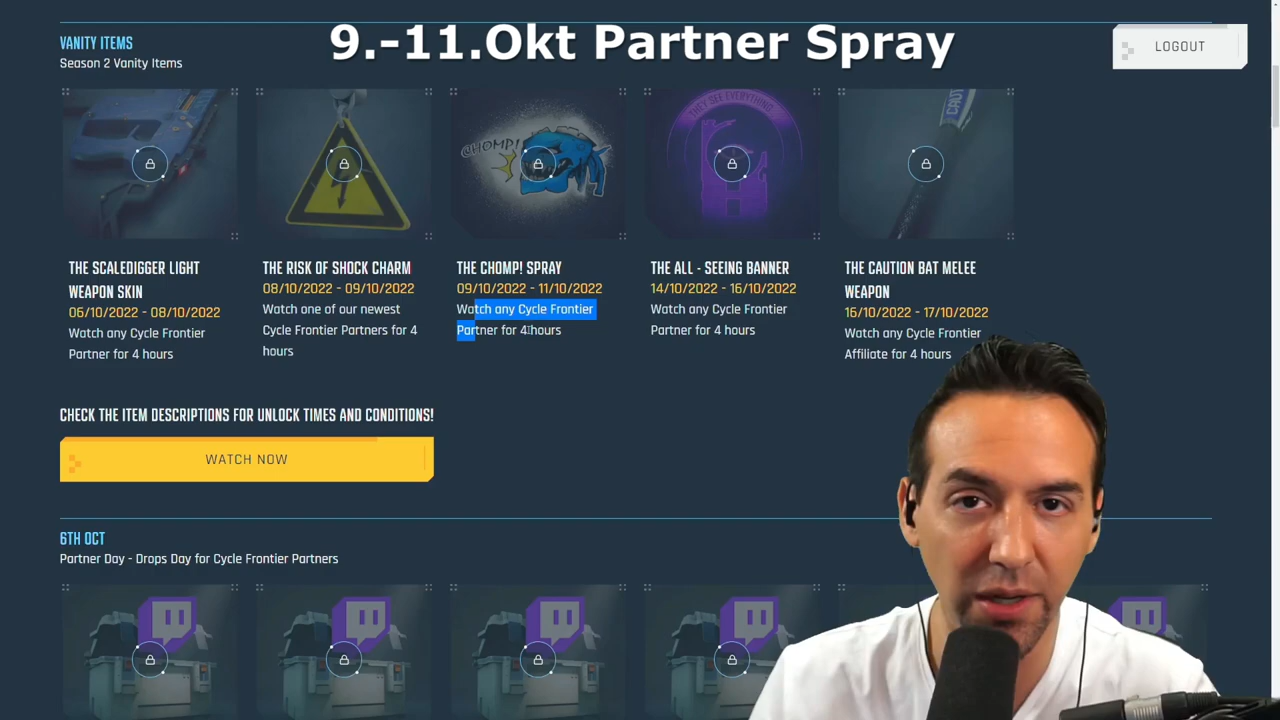 9.-11.Okt Partner Spray
VANITY ITEMS
Season 2 Vanity Items
LOGOUT
CHOMP!
THEY SEE EVERYTHING
CAUT
THE SCALEDIGGER LIGHT
WEAPON SKIN
06/10/2022 - 08/10/2022
Watch any Cycle Frontier
Partner for 4 hours
THE RISK OF SHOCK CHARM
08/10/2022 - 09/10/2022
Watch one of our newest
Cycle Frontier Partners for 4
hours
THE CHOMP! SPRAY
09/10/2022 - 11/10/2022
Watch any Cycle Frontier
Partner for 4 hours
THE ALL - SEEING BANNER
14/10/2022 - 16/10/2022
Watch any Cycle Frontier
Partner for 4 hours
THE CAUTION BAT MELEE
WEAPON
16/10/2022 - 17/10/2022
Watch any Cycle Frontier
Affiliate for 4 hours
CHECK THE ITEM DESCRIPTIONS FOR UNLOCK TIMES AND CONDITIONS!
WATCH NOW
6TH OCT
Partner Day - Drops Day for Cycle Frontier Partners